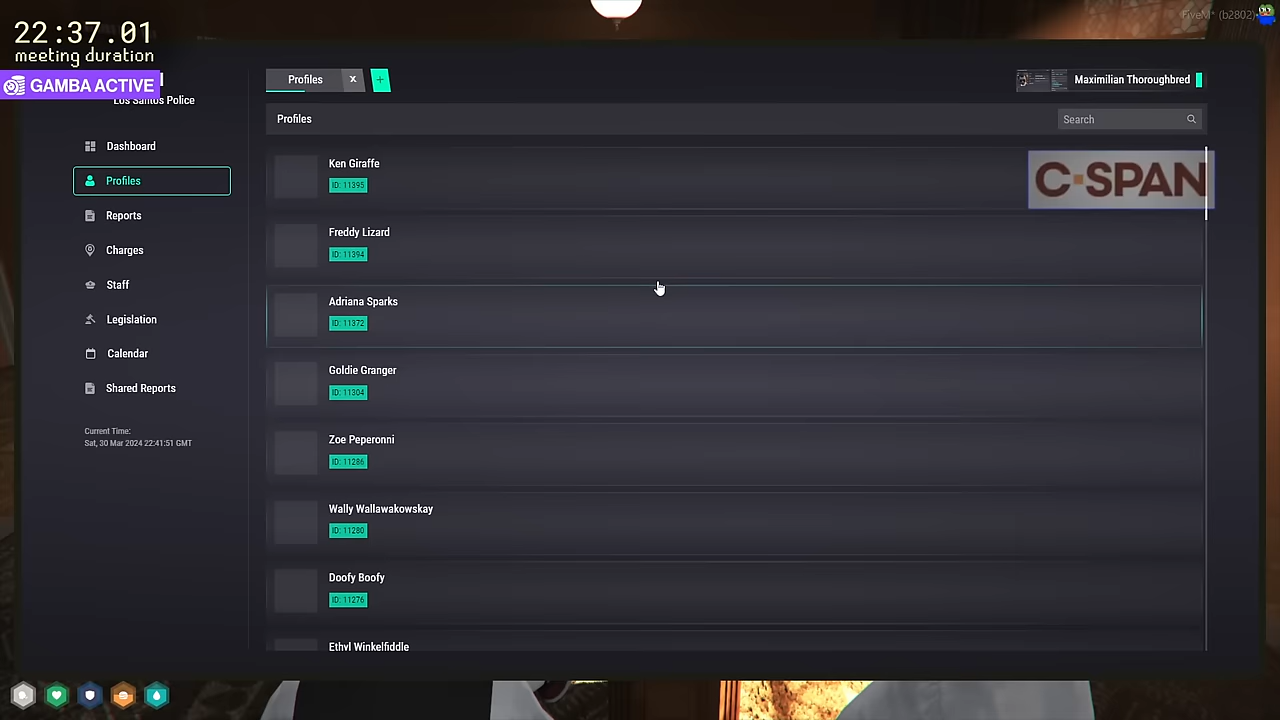 22:37.01
meeting duration
FiveM* (b2802)
GAMBA ACTIVE
Los Santos Police
Profiles x +
Maximilian Thoroughbred
Profiles
Search
Dashboard
Profiles
Reports
Charges
Staff
Legislation
Calendar
Shared Reports
Current Time:
Sat, 30 Mar 2024 22:41:51 GMT
C-SPAN
Ken Giraffe
ID: 11395
Freddy Lizard
ID: 11394
Adriana Sparks
ID: 11372
Goldie Granger
ID: 11304
Zoe Peperonni
ID: 11286
Wally Wallawakowskay
ID: 11280
Doofy Boofy
ID: 11276
Ethyl Winkelfiddle